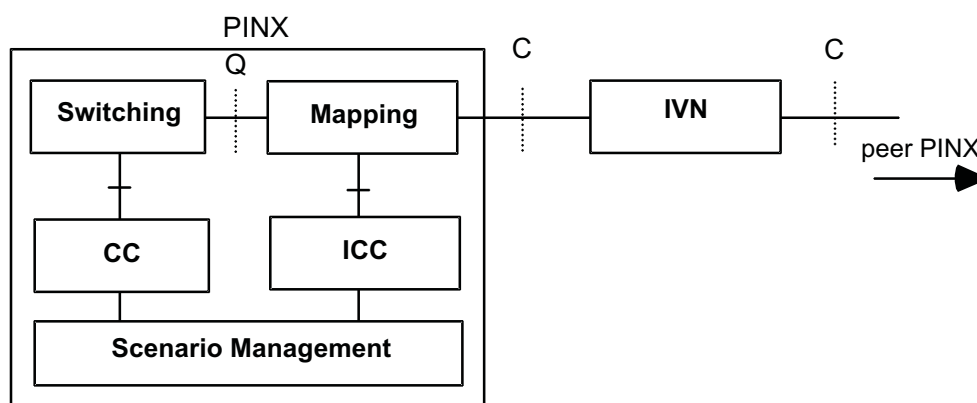 PINX
Q
C
C
Switching
Mapping
IVN
peer PINX
CC
ICC
Scenario Management